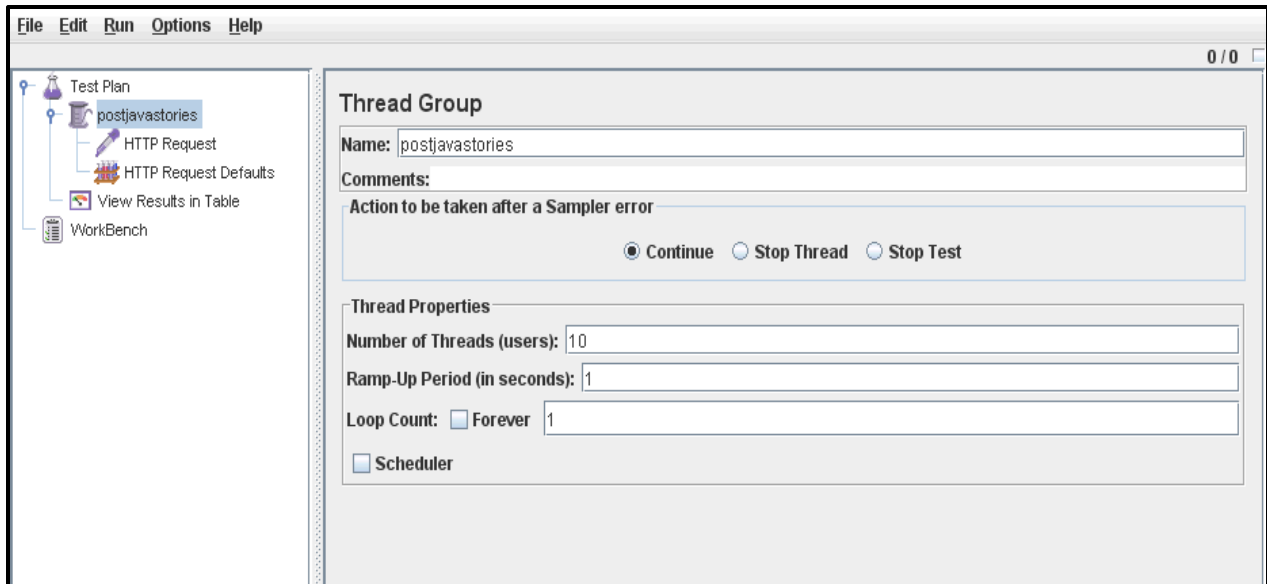 File Edit Run Options Help
0 / 0
Test Plan
postjavastories
HTTP Request
HTTP Request Defaults
View Results in Table
WorkBench
Thread Group
Name: postjavastories
Comments:
Action to be taken after a Sampler error
Continue Stop Thread Stop Test
Thread Properties
Number of Threads (users): 10
Ramp-Up Period (in seconds): 1
Loop Count: Forever 1
Scheduler